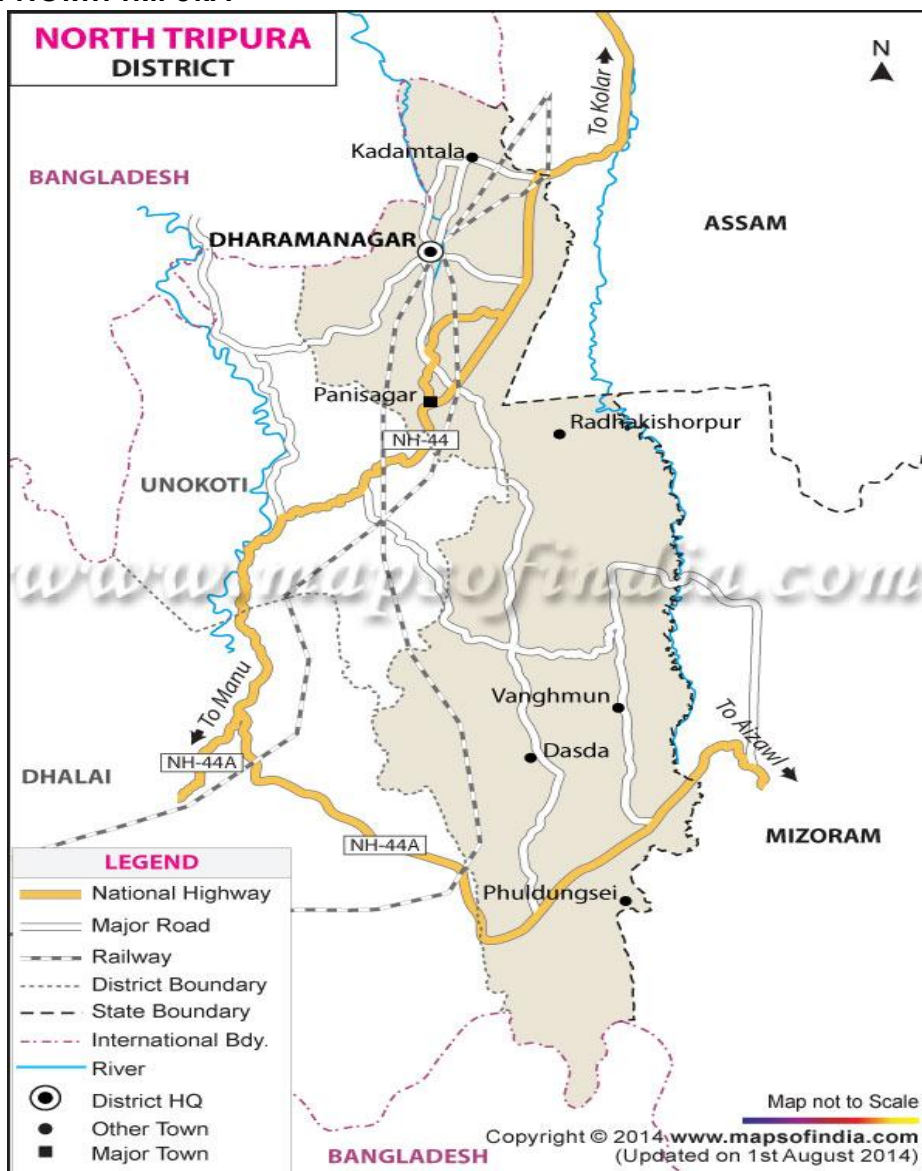 NORTH TRIPURA
DISTRICT
N
To Kolar
Kadamtala
BANGLADESH
ASSAM
DHARAMANAGAR
Panisagar
Radhakishorpur
NH-44
UNOKOTI
www.mapsofindia.com
To Manu
Vanghmun
To Aizawl
Dasda
NH-44A
DHALAI
MIZORAM
NH-44A
Phuldungsei
LEGEND
National Highway
Major Road
Railway
District Boundary
State Boundary
International Bdy.
River
District HQ
Other Town
Major Town
BANGLADESH
Map not to Scale
Copyright © 2014 www.mapsofindia.com
(Updated on 1st August 2014)